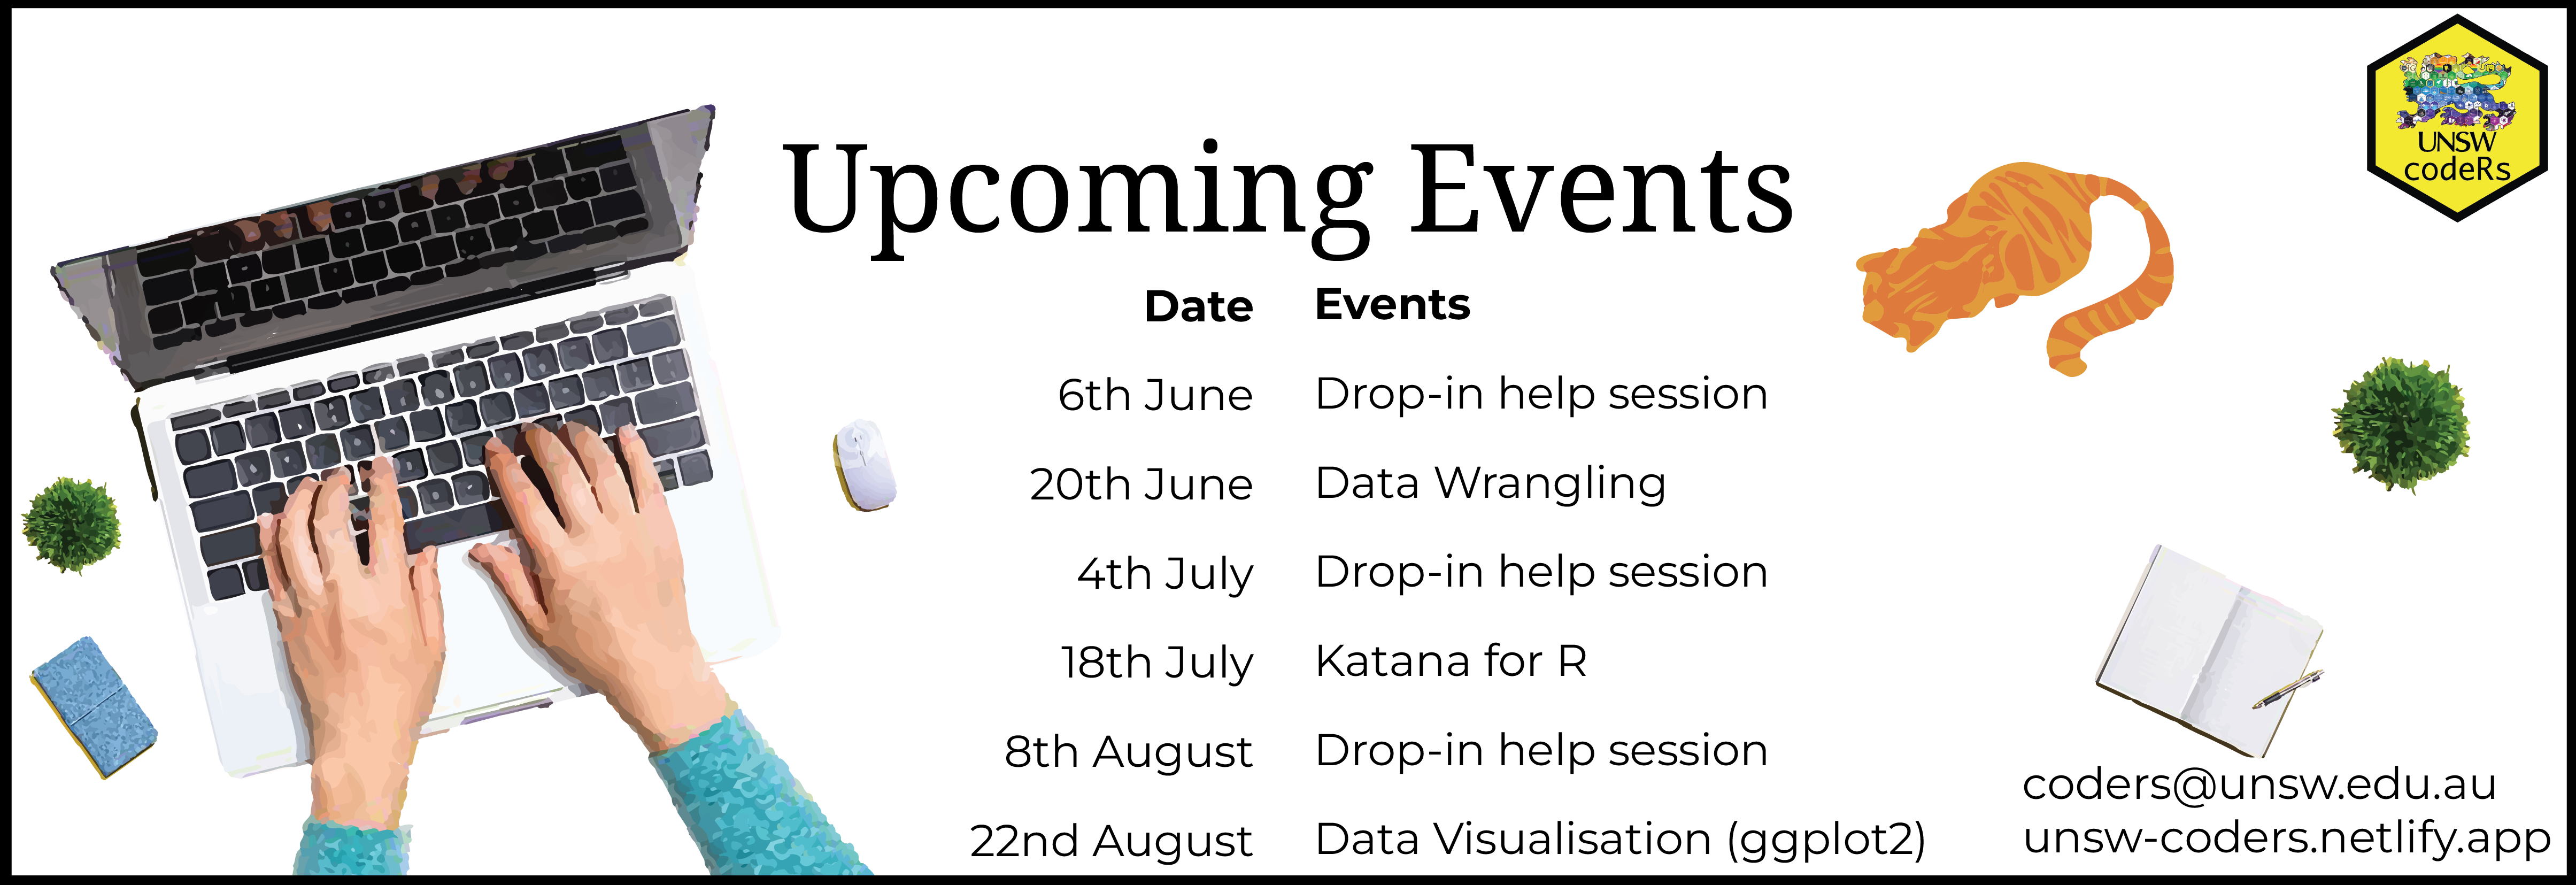 UNSW
codeRs
Upcoming Events
Date Events
6th June Drop-in help session
20th June Data Wrangling
4th July Drop-in help session
18th July Katana for R
8th August Drop-in help session
22nd August Data Visualisation (ggplot2)
coders@unsw.edu.au
unsw-coders.netlify.app